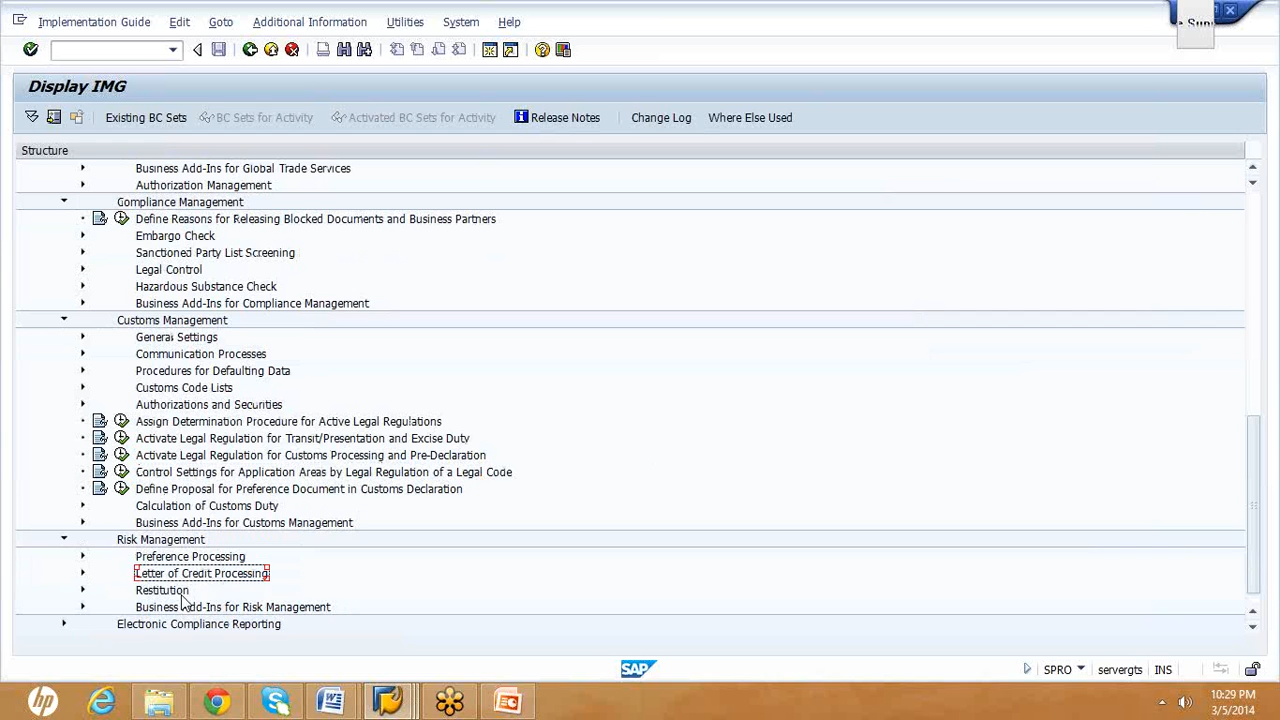 Implementation Guide Edit Goto Additional Information Utilities System Help
Display IMG
Existing BC Sets BC Sets for Activity Activated BC Sets for Activity Release Notes Change Log Where Else Used
Structure
Business Add-Ins for Global Trade Services
Authorization Management
Compliance Management
Define Reasons for Releasing Blocked Documents and Business Partners
Embargo Check
Sanctioned Party List Screening
Legal Control
Hazardous Substance Check
Business Add-Ins for Compliance Management
Customs Management
General Settings
Communication Processes
Procedures for Defaulting Data
Customs Code Lists
Authorizations and Securities
Assign Determination Procedure for Active Legal Regulations
Activate Legal Regulation for Transit/Presentation and Excise Duty
Activate Legal Regulation for Customs Processing and Pre-Declaration
Control Settings for Application Areas by Legal Regulation of a Legal Code
Define Proposal for Preference Document in Customs Declaration
Calculation of Customs Duty
Business Add-Ins for Customs Management
Risk Management
Preference Processing
Letter of Credit Processing
Restitution
Business Add-Ins for Risk Management
Electronic Compliance Reporting
SAP SPRO servergts INS
hp 10:29 PM
3/5/2014